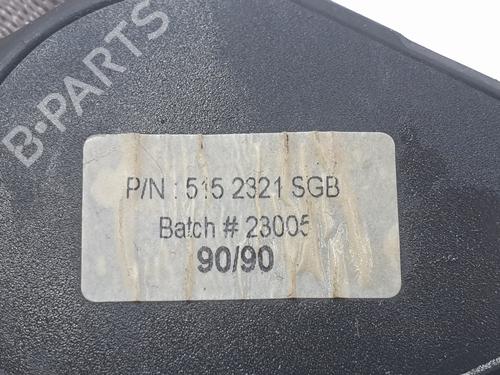 B-PARTS
P/N : 515 2321 SGB
Batch # 23005
90/90